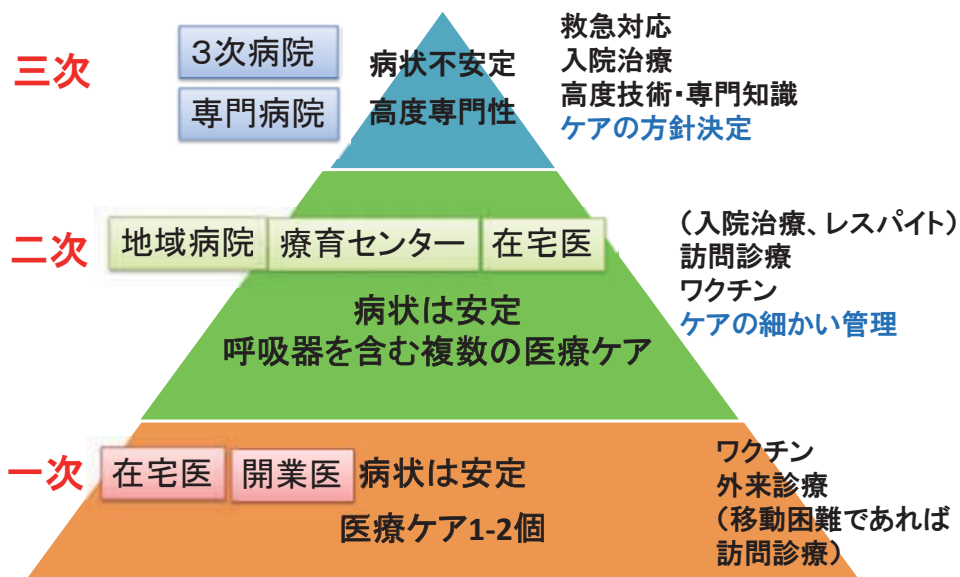 三次
3次病院
専門病院
病状不安定
高度専門性
救急対応
入院治療
高度技術・専門知識
ケアの方針決定
二次
地域病院
療育センター
在宅医
病状は安定
呼吸器を含む複数の医療ケア
（入院治療、レスパイト）
訪問診療
ワクチン
ケアの細かい管理
一次
在宅医
開業医
病状は安定
医療ケア1-2個
ワクチン
外来診療
（移動困難であれば
訪問診療）